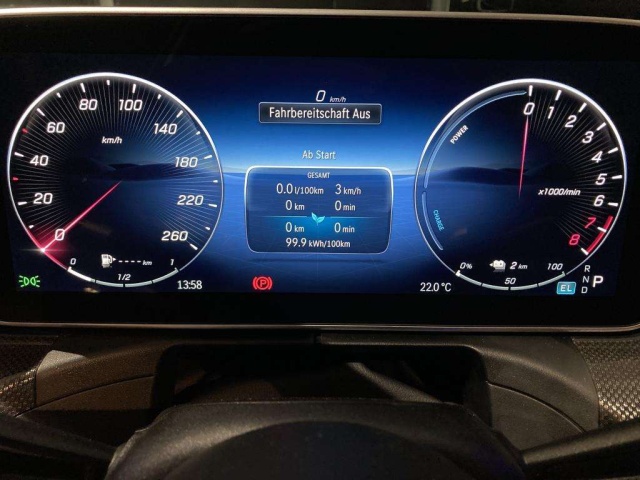 0 km/h
Fahrbereitschaft Aus
Ab Start
GESAMT
0.0 l/100km 3 km/h
0 km 0 min
0 km 0 min
99.9 kWh/100km
0
20
40
60
80
100
140
180
220
260
km/h
0 1/2 1
----- km
13:58
POWER
CHARGE
0
1
2
3
4
5
6
7
8
x1000/min
0% 50 100
2 km
22.0 °C
EL
R
N
D
P